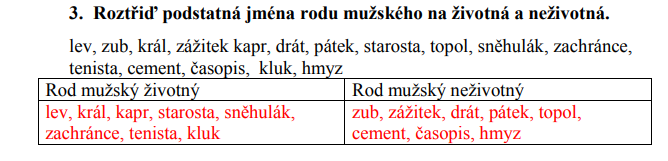 3. Roztřiď podstatná jména rodu mužského na životná a neživotná.
lev, zub, král, zážitek kapr, drát, pátek, starosta, topol, sněhulák, zachránce,
tenista, cement, časopis, kluk, hmyz
Rod mužský životný
Rod mužský neživotný
lev, král, kapr, starosta, sněhulák,
zachránce, tenista, kluk
zub, zážitek, drát, pátek, topol,
cement, časopis, hmyz